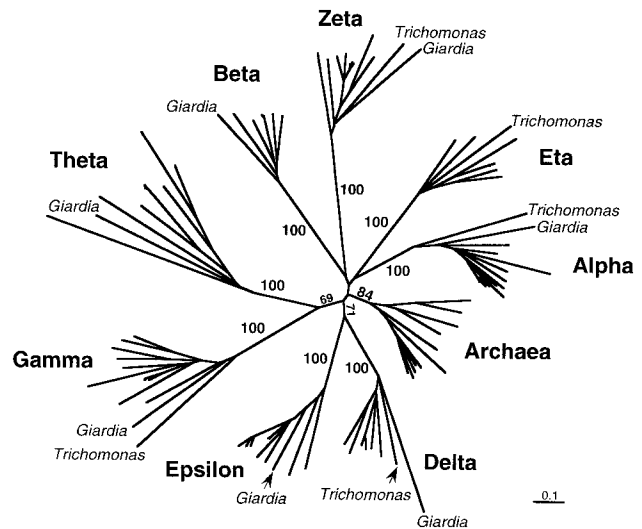 Zeta
Trichomonas
Giardia
Beta
Giardia
Trichomonas
Eta
Theta
Giardia
100
100
100
Trichomonas
Giardia
100
Alpha
100
69
84
71
100
Gamma
100
100
Archaea
Giardia
Trichomonas
Epsilon
Giardia
Delta
Trichomonas
Giardia
0.1